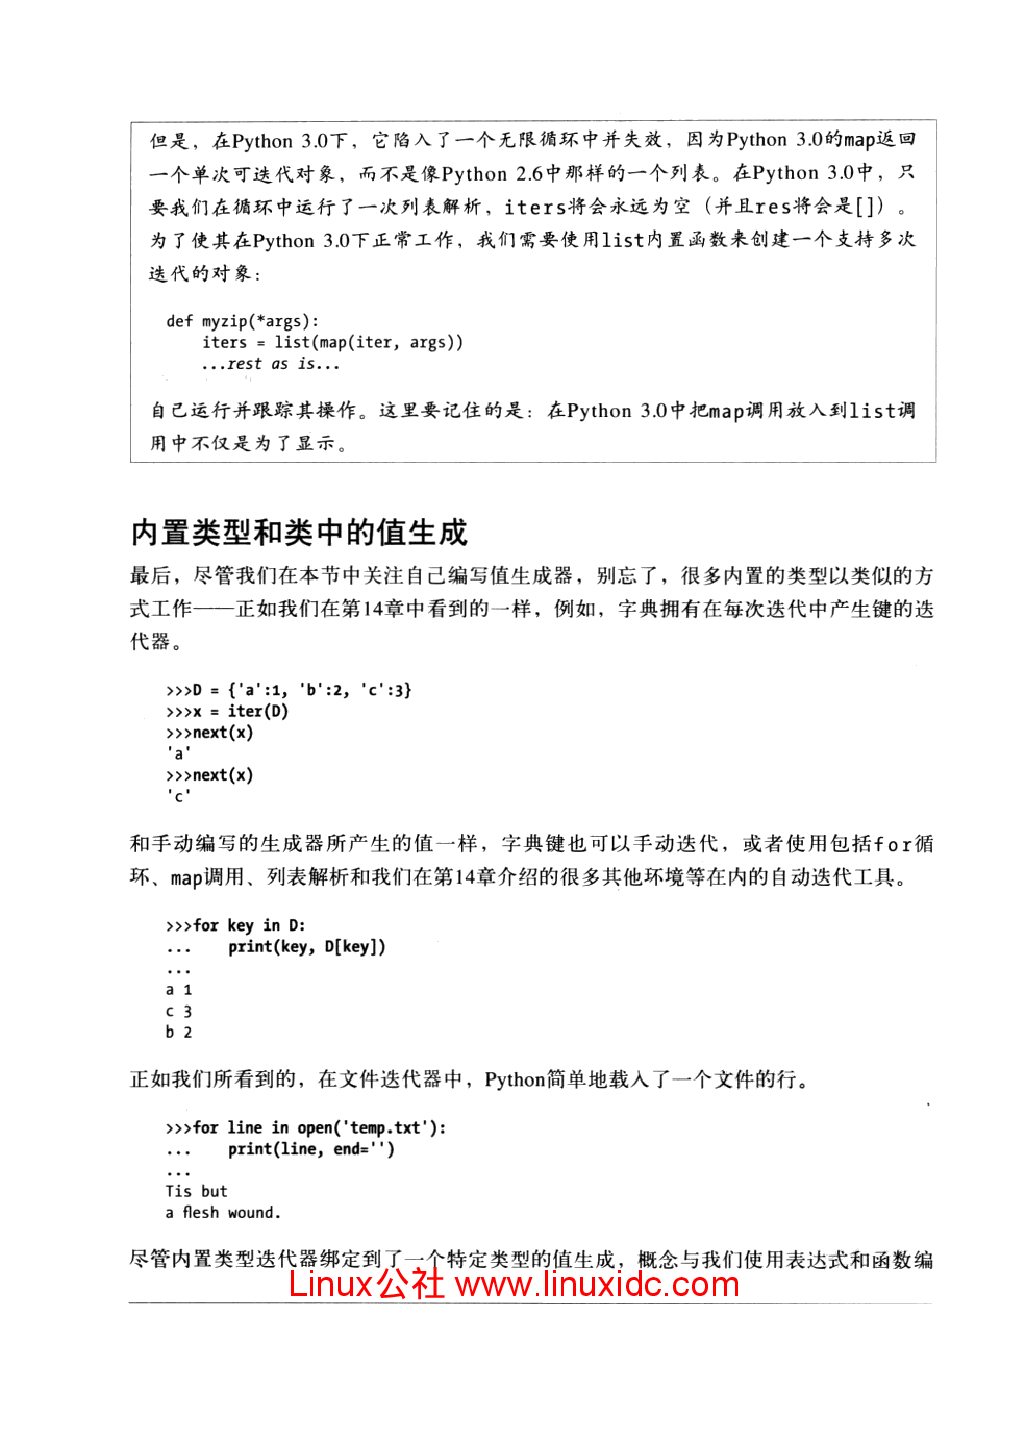 但是，在Python 3.0下，它陷入了一个无限循环中并失效，因为Python 3.0的map返回
一个单次可迭代对象，而不是像Python 2.6中那样的一个列表。在Python 3.0中，只
要我们在循环中运行了一次列表解析，iters将会永远为空（并且res将会是[]）。
为了使其在Python 3.0下正常工作，我们需要使用list内置函数来创建一个支持多次
迭代的对象：
def myzip(*args):
    iters = list(map(iter, args))
    ...rest as is...
自己运行并跟踪其操作。这里要记住的是：在Python 3.0中把map调用放入到list调
用中不仅是为了显示。
内置类型和类中的值生成
最后，尽管我们在本节中关注自己编写值生成器，别忘了，很多内置的类型以类似的方
式工作——正如我们在第14章中看到的一样，例如，字典拥有在每次迭代中产生键的迭
代器。
>>>D = {'a':1, 'b':2, 'c':3}
>>>x = iter(D)
>>>next(x)
'a'
>>>next(x)
'c'
和手动编写的生成器所产生的值一样，字典键也可以手动迭代，或者使用包括for循
环、map调用、列表解析和我们在第14章介绍的很多其他环境等在内的自动迭代工具。
>>>for key in D:
...    print(key, D[key])
...
a 1
c 3
b 2
正如我们所看到的，在文件迭代器中，Python简单地载入了一个文件的行。
>>>for line in open('temp.txt'):
...    print(line, end='')
...
Tis but
a flesh wound.
尽管内置类型迭代器绑定到了一个特定类型的值生成，概念与我们使用表达式和函数编
Linux公社 www.linuxidc.com